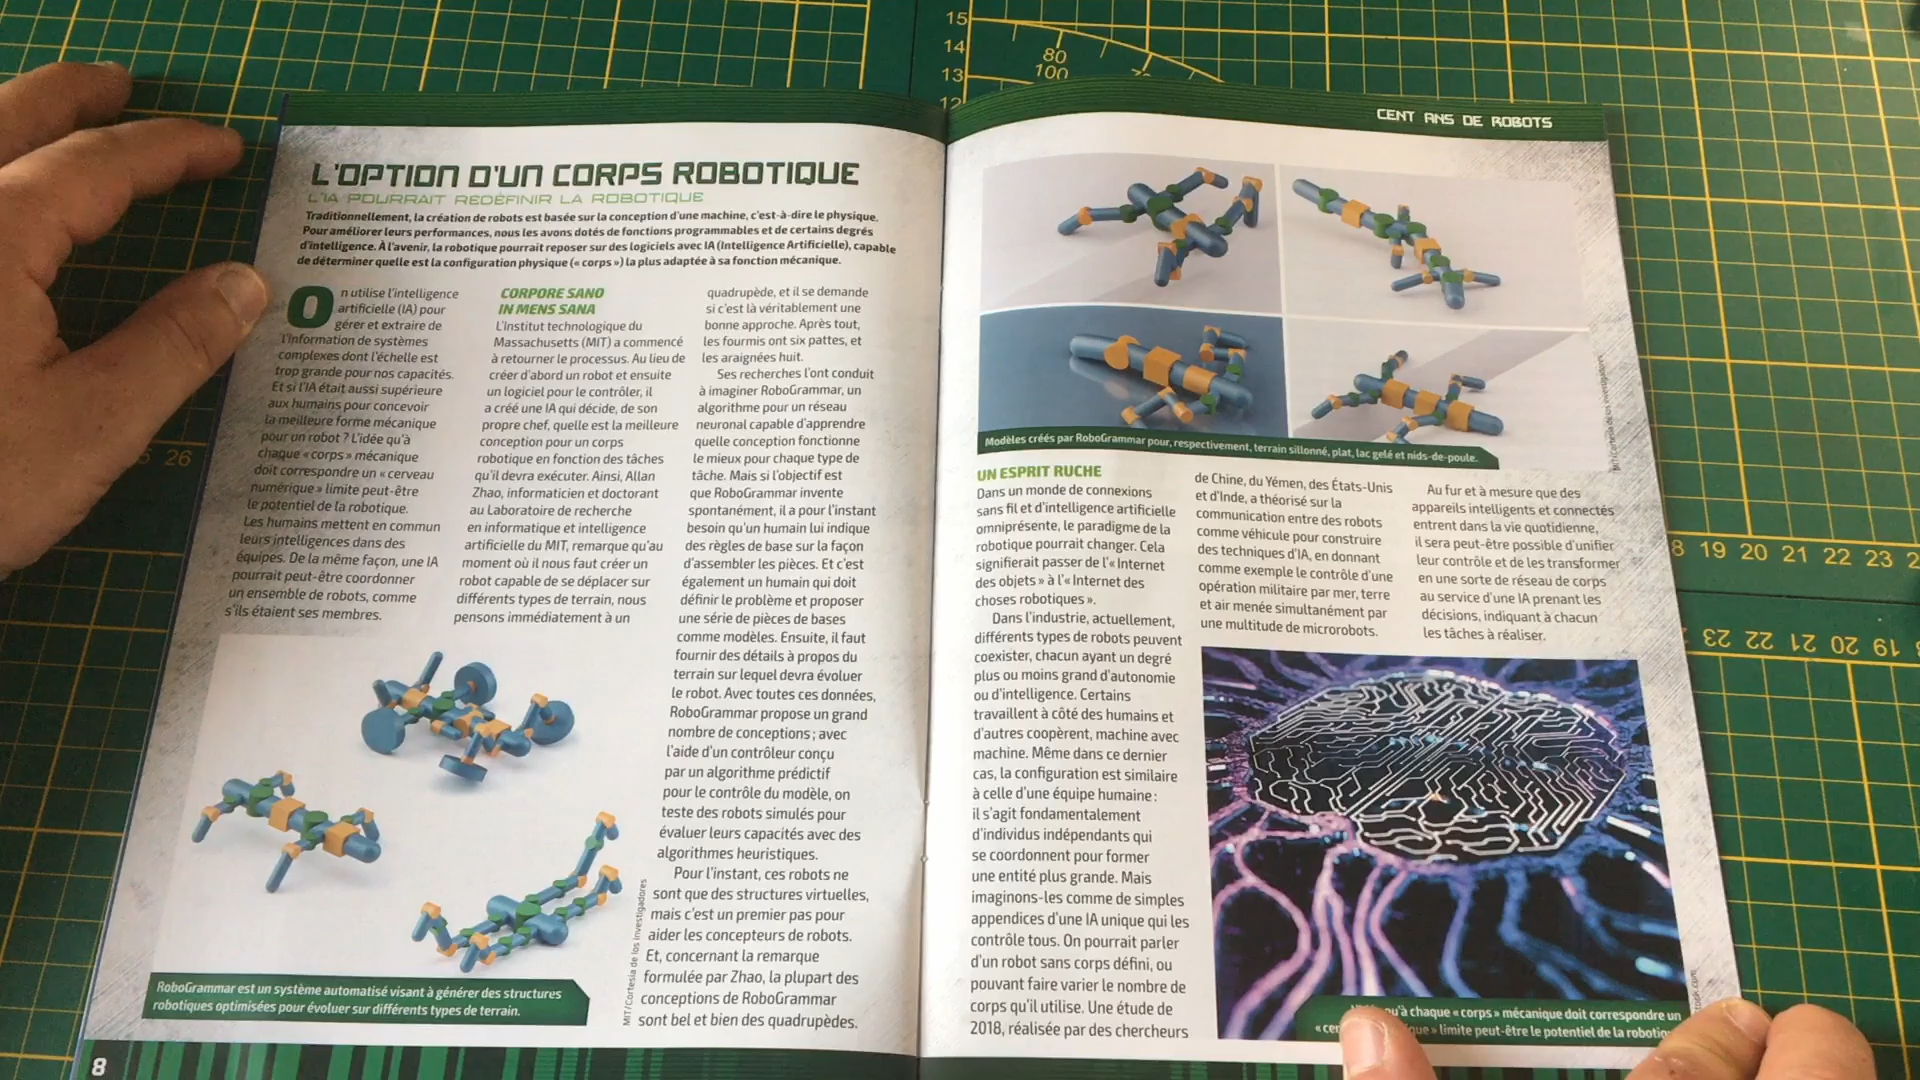 L'OPTION D'UN CORPS ROBOTIQUE
L'IA POURRAIT REDÉFINIR LA ROBOTIQUE
Traditionnellement, la création de robots est basée sur la conception d'une machine, c'est-à-dire le physique.
Pour améliorer leurs performances, nous les avons dotés de fonctions programmables et de certains degrés
d'intelligence. À l'avenir, la robotique pourrait reposer sur des logiciels avec IA (Intelligence Artificielle), capable
de déterminer quelle est la configuration physique (« corps ») la plus adaptée à sa fonction mécanique.
On utilise l'intelligence
artificielle (IA) pour
gérer et extraire de
l'information de systèmes
complexes dont l'échelle est
trop grande pour nos capacités.
Et si l'IA était aussi supérieure
aux humains pour concevoir
la meilleure forme mécanique
pour un robot ? L'idée qu'à
chaque « corps » mécanique
doit correspondre un « cerveau
numérique » limite peut-être
le potentiel de la robotique.
Les humains mettent en commun
leurs intelligences dans des
équipes. De la même façon, une IA
pourrait peut-être coordonner
un ensemble de robots, comme
s'ils étaient ses membres.
CORPORE SANO
IN MENS SANA
L'Institut technologique du
Massachusetts (MIT) a commencé
à retourner le processus. Au lieu de
créer d'abord un robot et ensuite
un logiciel pour le contrôler, il
a créé une IA qui décide, de son
propre chef, quelle est la meilleure
conception pour un corps
robotique en fonction des tâches
qu'il devra exécuter. Ainsi, Allan
Zhao, informaticien et doctorant
au Laboratoire de recherche
en informatique et intelligence
artificielle du MIT, remarque qu'au
moment où il nous faut créer un
robot capable de se déplacer sur
différents types de terrain, nous
pensons immédiatement à un
quadrupède, et il se demande
si c'est là véritablement une
bonne approche. Après tout,
les fourmis ont six pattes, et
les araignées huit.
Ses recherches l'ont conduit
à imaginer RoboGrammar, un
algorithme pour un réseau
neuronal capable d'apprendre
quelle conception fonctionne
le mieux pour chaque type de
tâche. Mais si l'objectif est
que RoboGrammar invente
spontanément, il a pour l'instant
besoin qu'un humain lui indique
des règles de base sur la façon
d'assembler les pièces. Et c'est
également un humain qui doit
définir le problème et proposer
une série de pièces de bases
comme modèles. Ensuite, il faut
fournir des détails à propos du
terrain sur lequel devra évoluer
le robot. Avec toutes ces données,
RoboGrammar propose un grand
nombre de conceptions ; avec
l'aide d'un contrôleur conçu
par un algorithme prédictif
pour le contrôle du modèle, on
teste des robots simulés pour
évaluer leurs capacités avec des
algorithmes heuristiques.
Pour l'instant, ces robots ne
sont que des structures virtuelles,
mais c'est un premier pas pour
aider les concepteurs de robots.
Et, concernant la remarque
formulée par Zhao, la plupart des
conceptions de RoboGrammar
sont bel et bien des quadrupèdes.
MIT/Cortesía de los investigadores
RoboGrammar est un système automatisé visant à générer des structures
robotiques optimisées pour évoluer sur différents types de terrain.
8
CENT ANS DE ROBOTS
MIT/Cortesía de los investigadores
Modèles créés par RoboGrammar pour, respectivement, terrain sillonné, plat, lac gelé et nids-de-poule.
UN ESPRIT RUCHE
Dans un monde de connexions
sans fil et d'intelligence artificielle
omniprésente, le paradigme de la
robotique pourrait changer. Cela
signifierait passer de l'« Internet
des objets » à l'« Internet des
choses robotiques ».
Dans l'industrie, actuellement,
différents types de robots peuvent
coexister, chacun ayant un degré
plus ou moins grand d'autonomie
ou d'intelligence. Certains
travaillent à côté des humains et
d'autres coopèrent, machine avec
machine. Même dans ce dernier
cas, la configuration est similaire
à celle d'une équipe humaine :
il s'agit fondamentalement
d'individus indépendants qui
se coordonnent pour former
une entité plus grande. Mais
imaginons-les comme de simples
appendices d'une IA unique qui les
contrôle tous. On pourrait parler
d'un robot sans corps défini, ou
pouvant faire varier le nombre de
corps qu'il utilise. Une étude de
2018, réalisée par des chercheurs
de Chine, du Yémen, des États-Unis
et d'Inde, a théorisé sur la
communication entre des robots
comme véhicule pour construire
des techniques d'IA, en donnant
comme exemple le contrôle d'une
opération militaire par mer, terre
et air menée simultanément par
une multitude de microrobots.
Au fur et à mesure que des
appareils intelligents et connectés
entrent dans la vie quotidienne,
il sera peut-être possible d'unifier
leur contrôle et de les transformer
en une sorte de réseau de corps
au service d'une IA prenant les
décisions, indiquant à chacun
les tâches à réaliser.
qu'à chaque « corps » mécanique doit correspondre un
» limite peut-être le potentiel de la
15
14
13
12
80
100
26
18 19 20 21 22 23
23 22 21 20 19